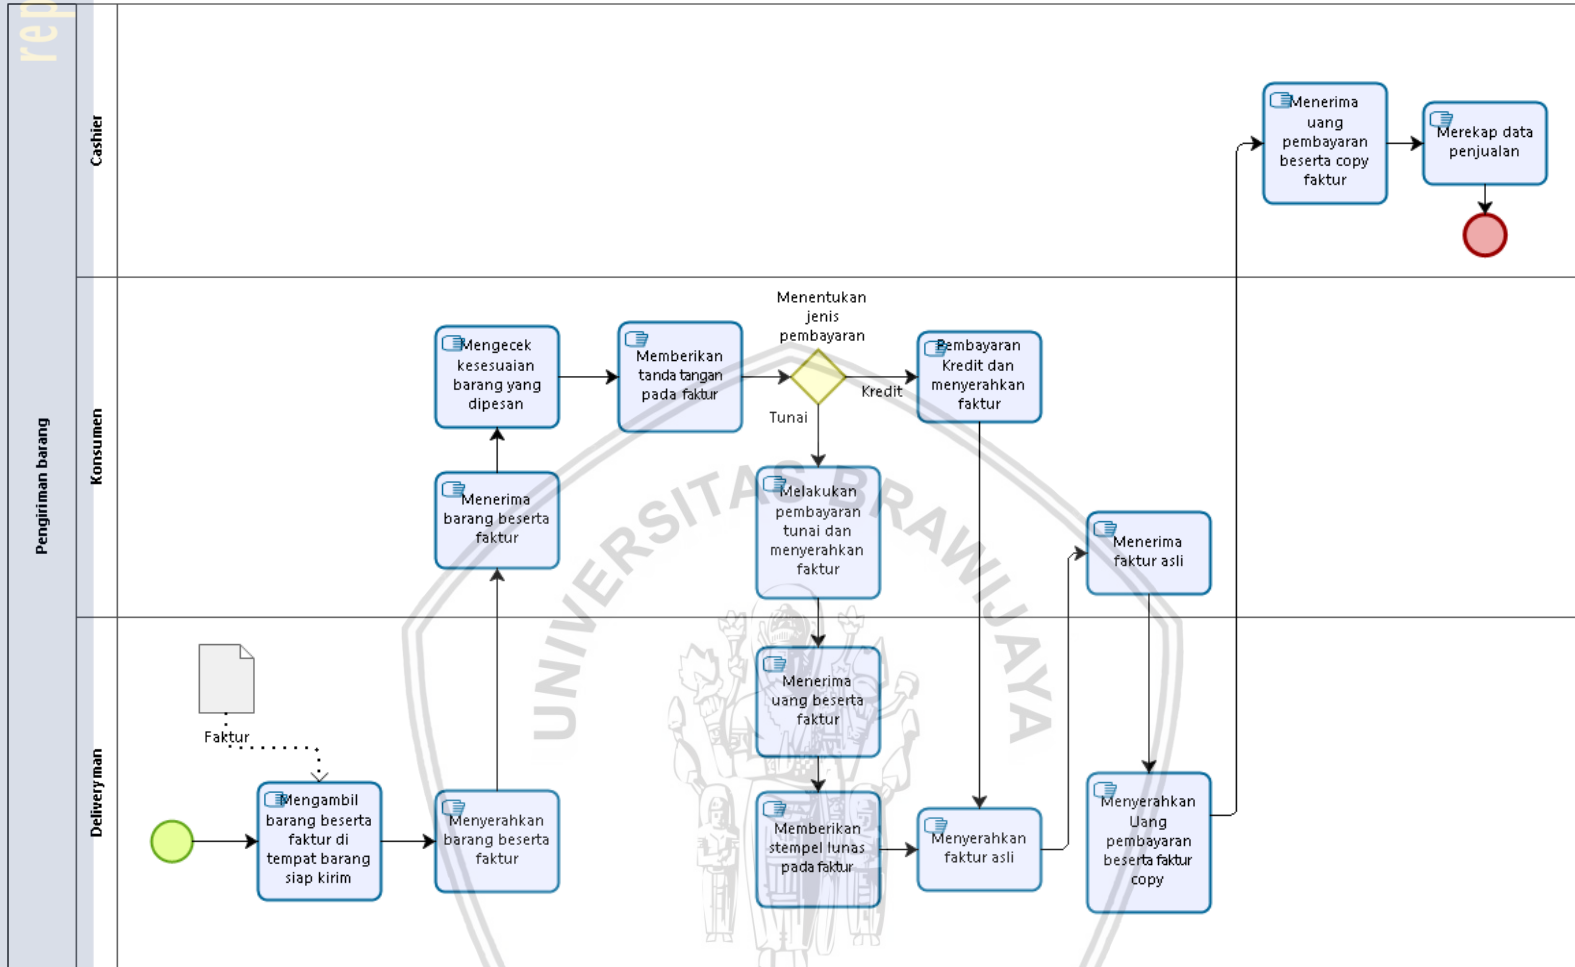 rep
Pengiriman barang
Cashier
Menerima
uang
pembayaran
beserta copy
faktur
Merekap data
penjualan
Konsumen
Mengecek
kesesuaian
barang yang
dipesan
Memberikan
tanda tangan
pada faktur
Menentukan
jenis
pembayaran
Kredit
Tunai
Pembayaran
Kredit dan
menyerahkan
faktur
Menerima
barang beserta
faktur
Melakukan
pembayaran
tunai dan
menyerahkan
faktur
Menerima
faktur asli
UNIVERSITAS BRAWIJAYA
Deliveryman
Faktur
Mengambil
barang beserta
faktur di
tempat barang
siap kirim
Menyerahkan
barang beserta
faktur
Menerima
uang beserta
faktur
Memberikan
stempel lunas
pada faktur
Menyerahkan
faktur asli
Menyerahkan
Uang
pembayaran
beserta faktur
copy